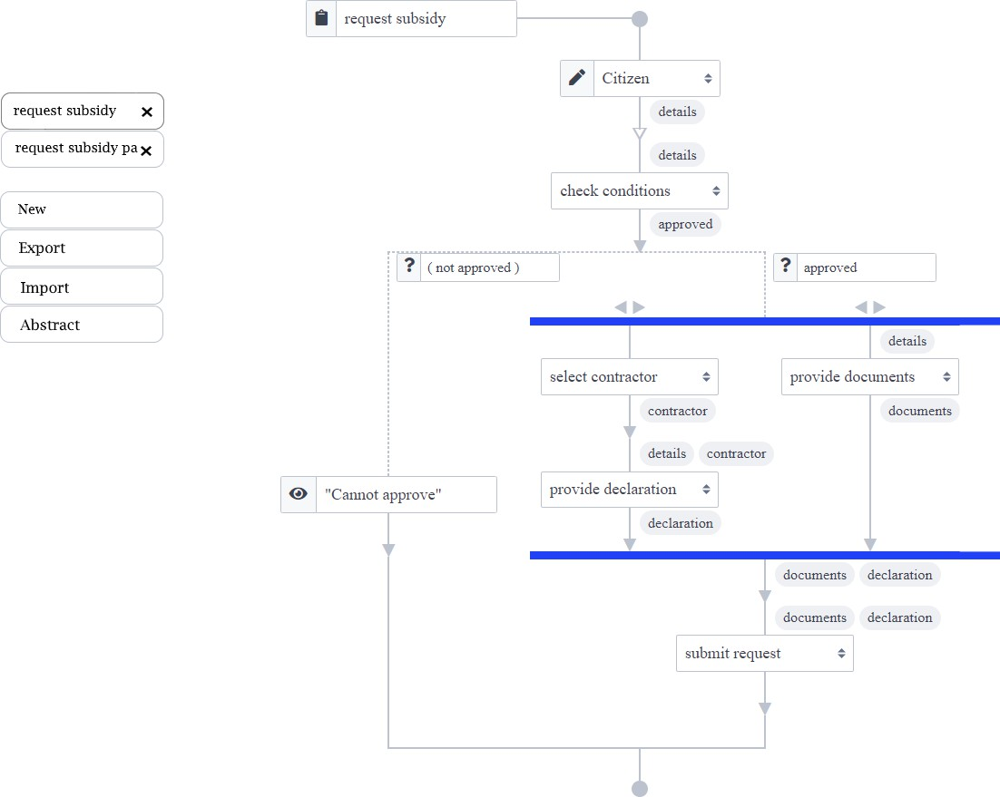 request subsidy
Citizen
details
request subsidy
request subsidy pa
details
check conditions
New
approved
Export
? ( not approved )
? approved
Import
Abstract
details
select contractor
provide documents
contractor
documents
details contractor
"Cannot approve"
provide declaration
declaration
documents declaration
documents declaration
submit request